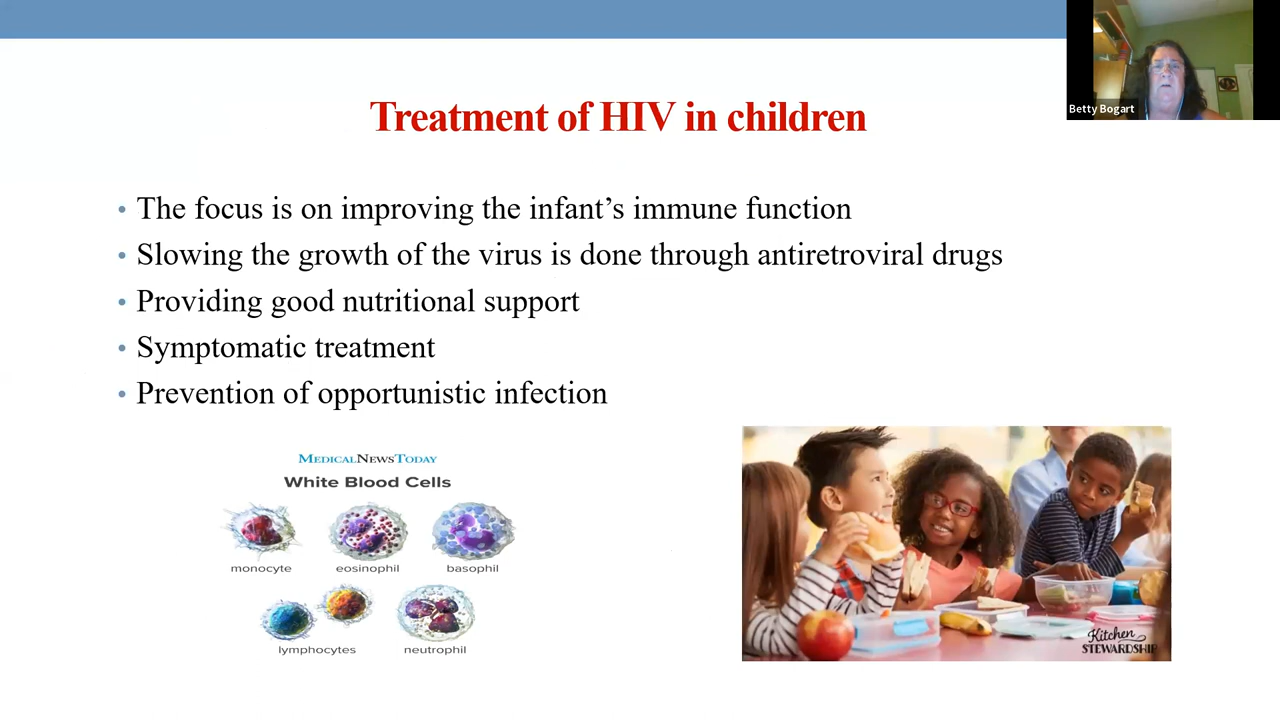 Betty Bogart
Treatment of HIV in children
• The focus is on improving the infant’s immune function
• Slowing the growth of the virus is done through antiretroviral drugs
• Providing good nutritional support
• Symptomatic treatment
• Prevention of opportunistic infection
MEDICALNEWSTODAY
White Blood Cells
monocyte eosinophil basophil
lymphocytes neutrophil
Kitchen
STEWARDSHIP